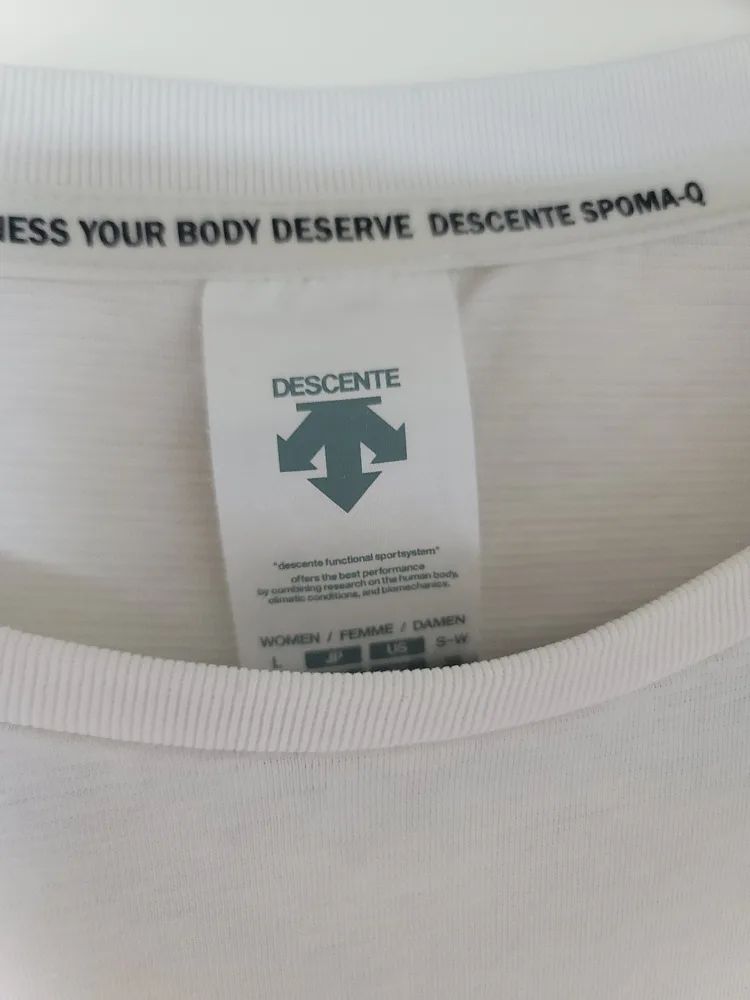 NESS YOUR BODY DESERVE DESCENTE SPOMA-Q
DESCENTE
"descente functional sportsystem"
offers the best performance
by combining research on the human body,
climatic conditions, and biomechanics.
WOMEN / FEMME / DAMEN
L JP US S-W